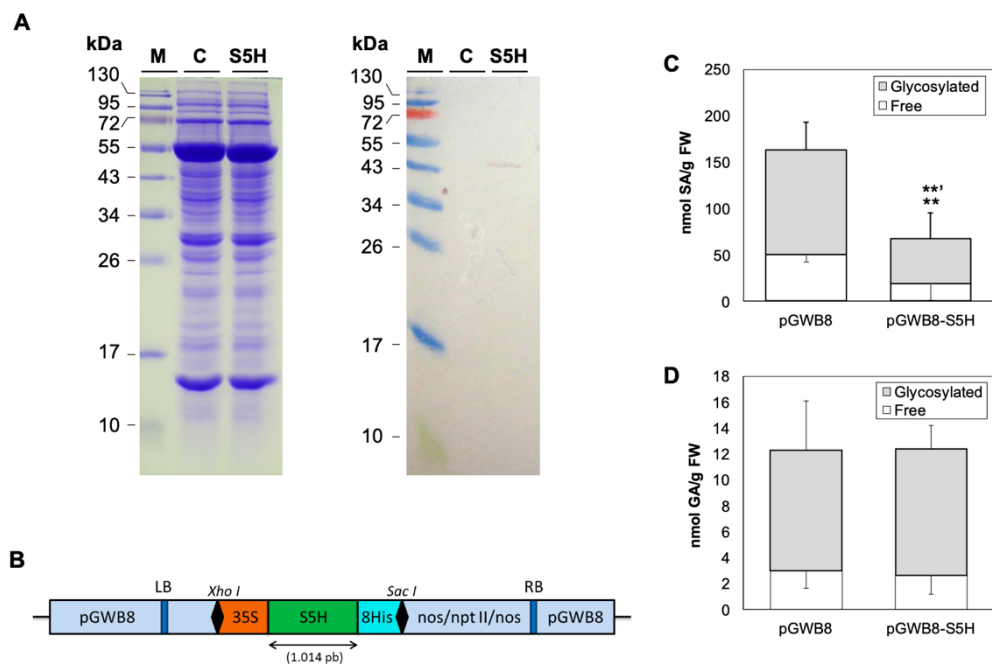 A
kDa
M C S5H
130
95
72
55
43
34
26
17
10
kDa
M C S5H
130
95
72
55
43
34
26
17
10
B
LB
Xho I
Sac I
RB
pGWB8 35S S5H 8His nos/npt II/nos pGWB8
(1.014 pb)
C
nmol SA/g FW
250
200
150
100
50
0
Glycosylated
Free
**’
**
pGWB8 pGWB8-S5H
D
nmol GA/g FW
18
16
14
12
10
8
6
4
2
0
Glycosylated
Free
pGWB8 pGWB8-S5H